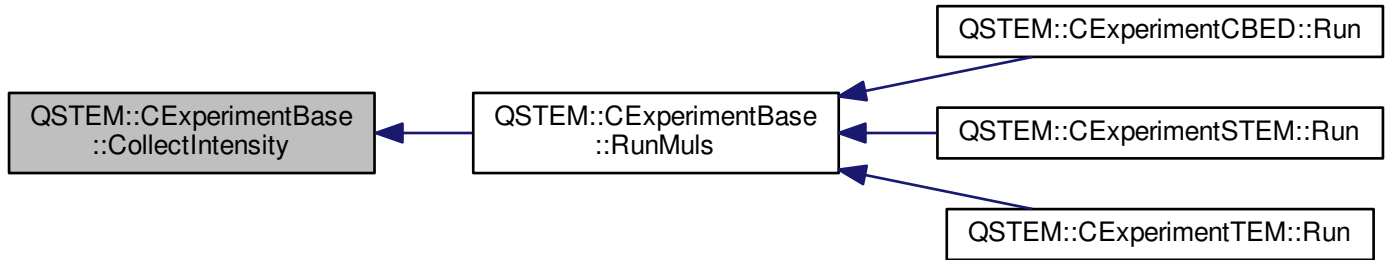 QSTEM::CExperimentBase
::CollectIntensity
QSTEM::CExperimentBase
::RunMuls
QSTEM::CExperimentCBED::Run
QSTEM::CExperimentSTEM::Run
QSTEM::CExperimentTEM::Run